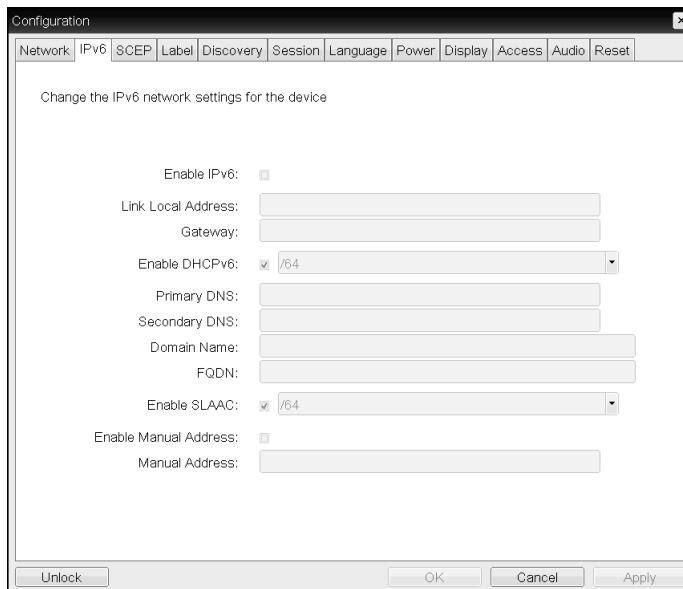 Configuration
Network IPv6 SCEP Label Discovery Session Language Power Display Access Audio Reset
Change the IPv6 network settings for the device
Enable IPv6:
Link Local Address:
Gateway:
Enable DHCPv6: /64
Primary DNS:
Secondary DNS:
Domain Name:
FQDN:
Enable SLAAC: /64
Enable Manual Address:
Manual Address:
Unlock OK Cancel Apply